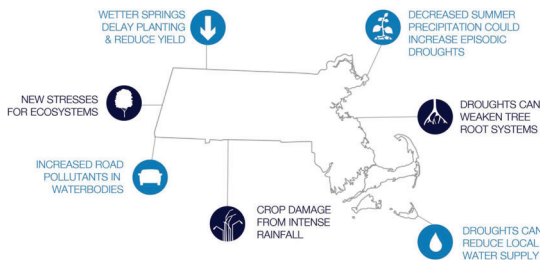 WETTER SPRINGS
DELAY PLANTING
& REDUCE YIELD
DECREASED SUMMER
PRECIPITATION COULD
INCREASE EPISODIC
DROUGHTS
NEW STRESSES
FOR ECOSYSTEMS
DROUGHTS CAN
WEAKEN TREE
ROOT SYSTEMS
INCREASED ROAD
POLLUTANTS IN
WATERBODIES
CROP DAMAGE
FROM INTENSE
RAINFALL
DROUGHTS CAN
REDUCE LOCAL
WATER SUPPLY